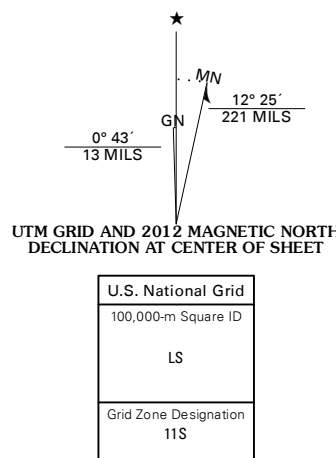 ★
MN
GN
12° 25´
221 MILS
0° 43´
13 MILS
UTM GRID AND 2012 MAGNETIC NORTH
DECLINATION AT CENTER OF SHEET
U.S. National Grid
100,000-m Square ID
LS
Grid Zone Designation
11S